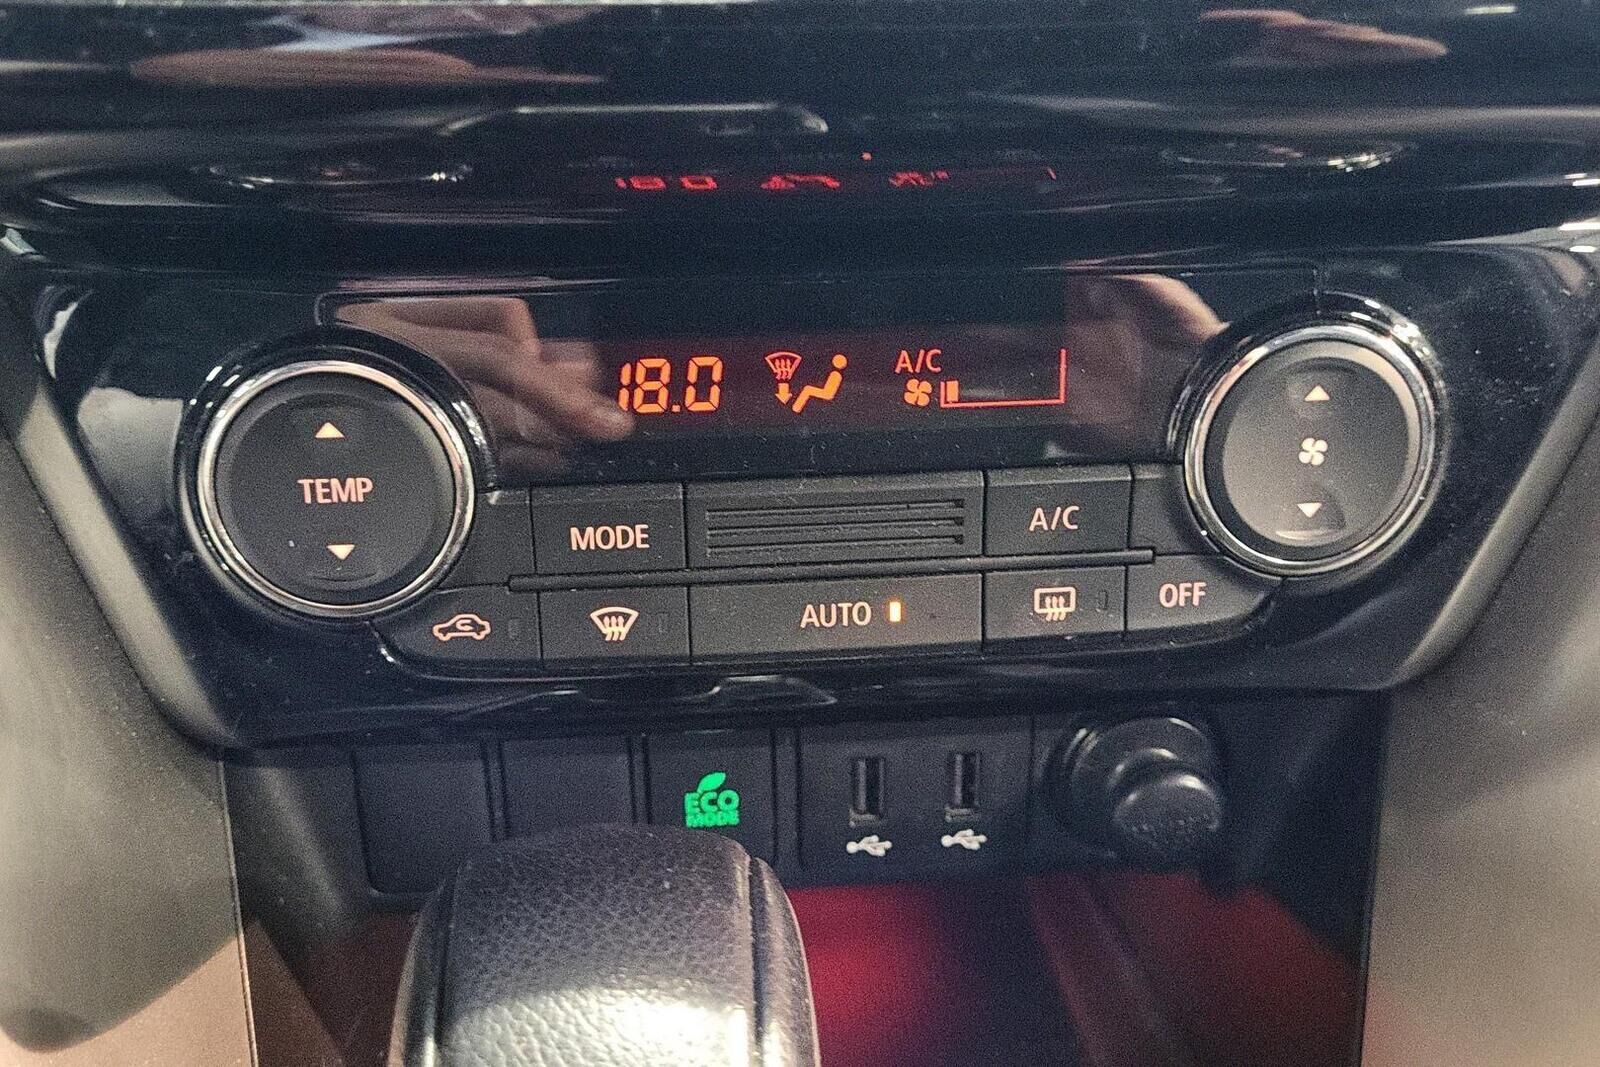 18.0
A/C
TEMP
MODE
A/C
AUTO
OFF
ECO
MODE